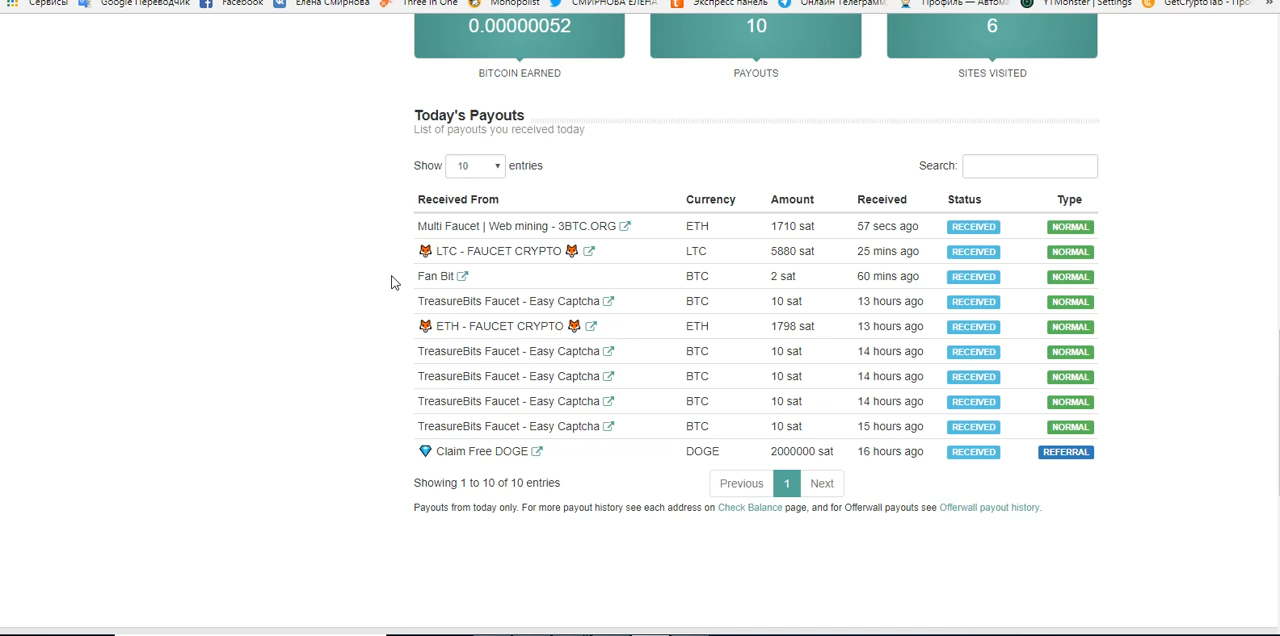 Сервисы Google Переводчик Facebook Елена Смирнова Three In One Monopolist СМИРНОВА ЕЛЕНА Экспресс панель Онлайн Телеграмм Профиль — Автома YTMonster | Settings GetCryptoTab - Про »
0.00000052 10 6
BITCOIN EARNED PAYOUTS SITES VISITED
Today's Payouts
List of payouts you received today
Show 10 entries Search:
Received From Currency Amount Received Status Type
Multi Faucet | Web mining - 3BTC.ORG ETH 1710 sat 57 secs ago RECEIVED NORMAL
LTC - FAUCET CRYPTO LTC 5880 sat 25 mins ago RECEIVED NORMAL
Fan Bit BTC 2 sat 60 mins ago RECEIVED NORMAL
TreasureBits Faucet - Easy Captcha BTC 10 sat 13 hours ago RECEIVED NORMAL
ETH - FAUCET CRYPTO ETH 1798 sat 13 hours ago RECEIVED NORMAL
TreasureBits Faucet - Easy Captcha BTC 10 sat 14 hours ago RECEIVED NORMAL
TreasureBits Faucet - Easy Captcha BTC 10 sat 14 hours ago RECEIVED NORMAL
TreasureBits Faucet - Easy Captcha BTC 10 sat 14 hours ago RECEIVED NORMAL
TreasureBits Faucet - Easy Captcha BTC 10 sat 15 hours ago RECEIVED NORMAL
Claim Free DOGE DOGE 2000000 sat 16 hours ago RECEIVED REFERRAL
Showing 1 to 10 of 10 entries Previous 1 Next
Payouts from today only. For more payout history see each address on Check Balance page, and for Offerwall payouts see Offerwall payout history.